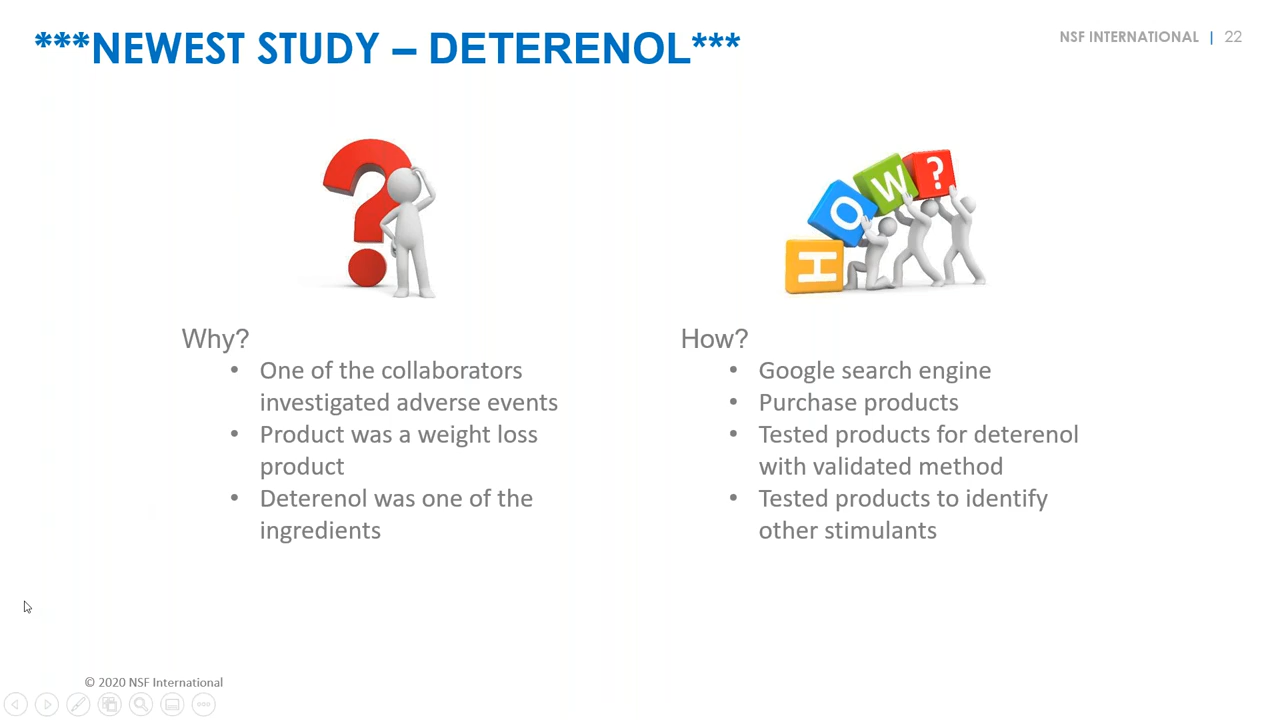 ***NEWEST STUDY – DETERENOL***
NSF INTERNATIONAL | 22
HOW?
Why?
• One of the collaborators
investigated adverse events
• Product was a weight loss
product
• Deterenol was one of the
ingredients
How?
• Google search engine
• Purchase products
• Tested products for deterenol
with validated method
• Tested products to identify
other stimulants
© 2020 NSF International